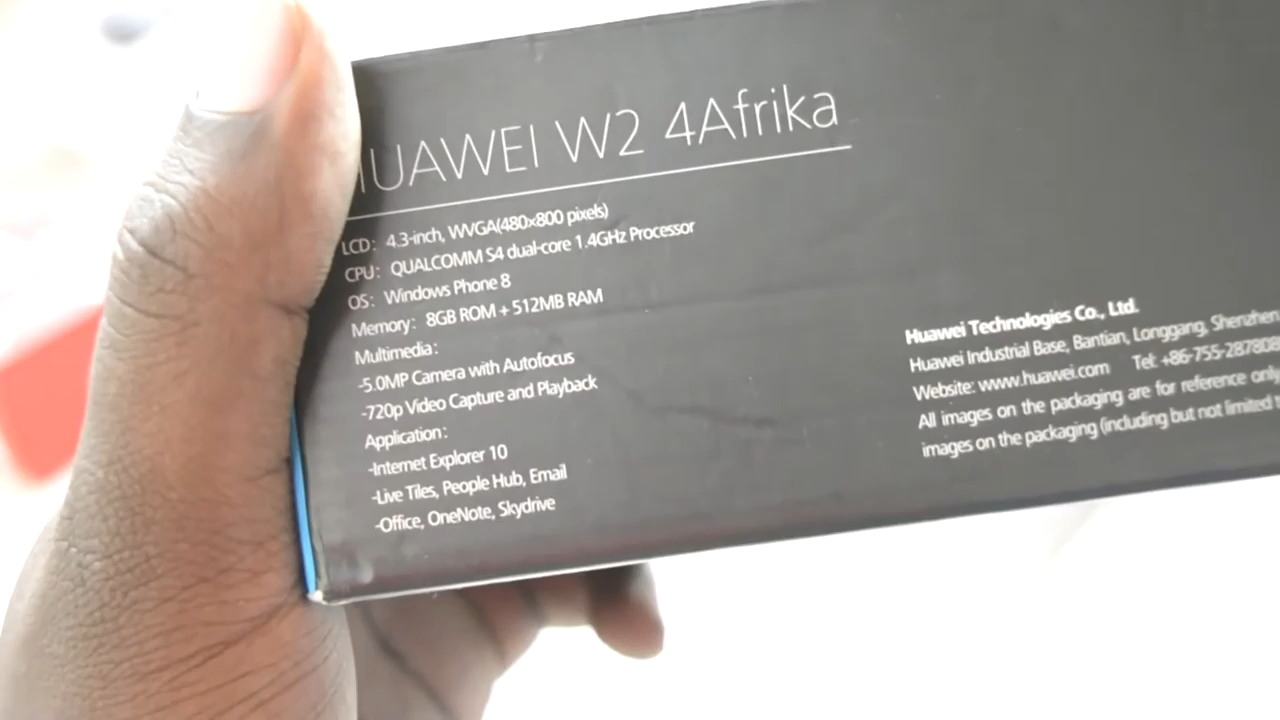 HUAWEI W2 4Afrika
LCD: 4.3-inch, WVGA(480x800 pixels)
CPU: QUALCOMM S4 dual-core 1.4GHz Processor
OS: Windows Phone 8
Memory: 8GB ROM + 512MB RAM
Multimedia:
-5.0MP Camera with Autofocus
-720p Video Capture and Playback
Application:
-Internet Explorer 10
-Live Tiles, People Hub, Email
-Office, OneNote, Skydrive
Huawei Technologies Co., Ltd.
Huawei Industrial Base, Bantian, Longgang, Shenzhen
Website: www.huawei.com Tel: +86-755-287808
All images on the packaging are for reference only
images on the packaging (including but not limited